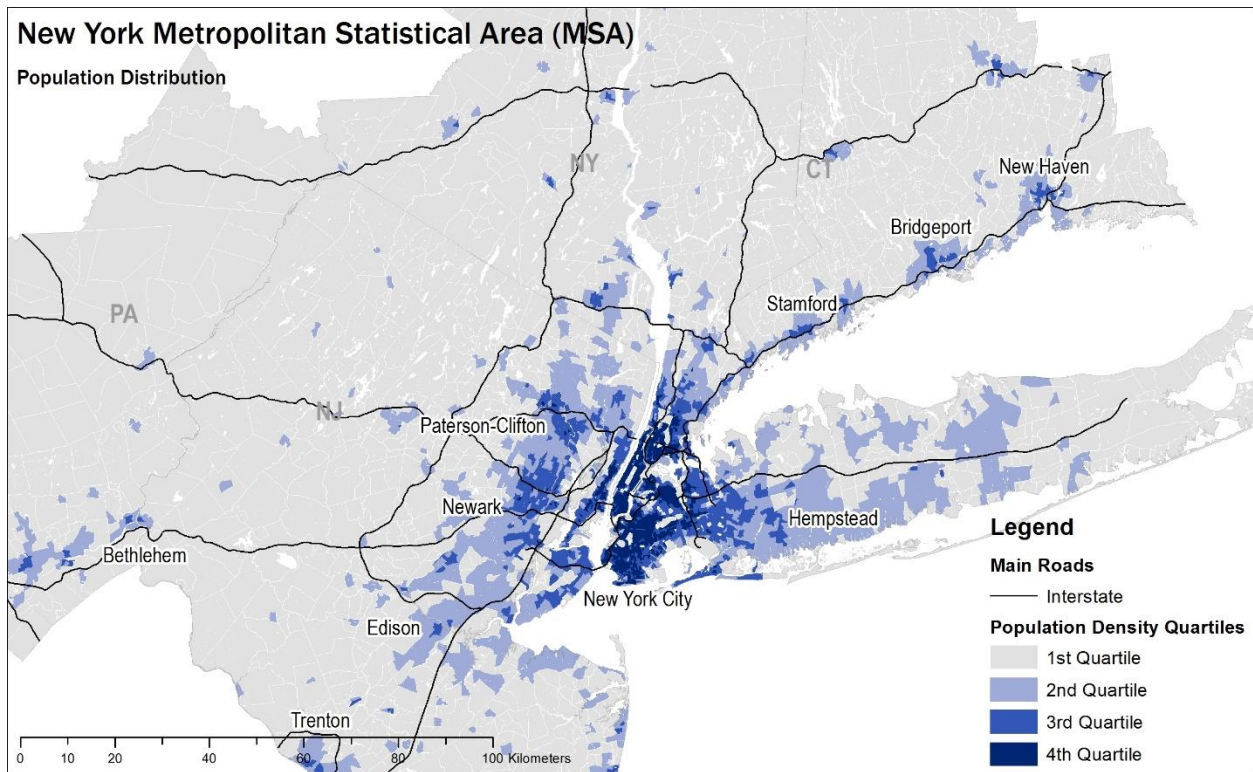 New York Metropolitan Statistical Area (MSA)
Population Distribution
NY
CT
New Haven
Bridgeport
Stamford
PA
NJ
Paterson-Clifton
Newark
Hempstead
Bethlehem
New York City
Edison
Trenton
0 10 20 40 60 80 100 Kilometers
Legend
Main Roads
Interstate
Population Density Quartiles
1st Quartile
2nd Quartile
3rd Quartile
4th Quartile